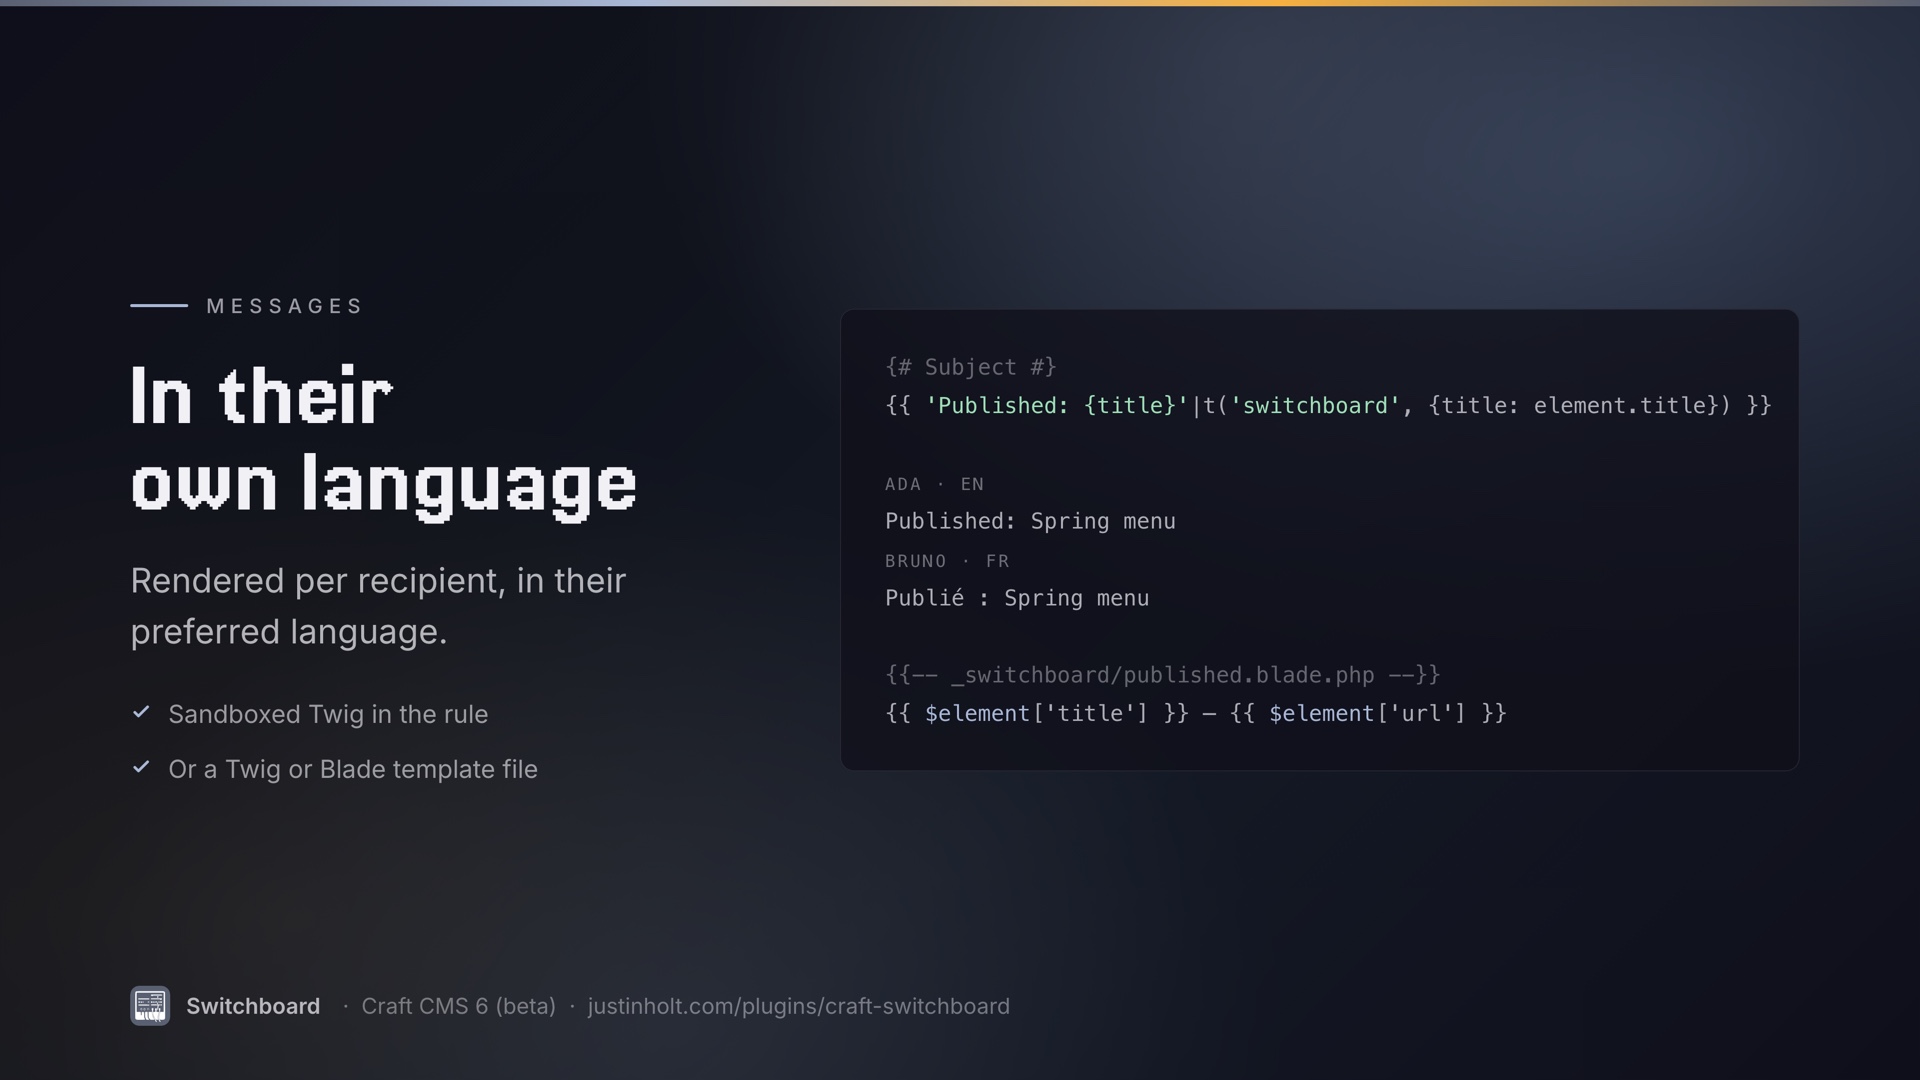 MESSAGES
In their
own language
Rendered per recipient, in their
preferred language.
Sandboxed Twig in the rule
Or a Twig or Blade template file
{# Subject #}
{{ 'Published: {title}'|t('switchboard', {title: element.title}) }}
ADA · EN
Published: Spring menu
BRUNO · FR
Publié : Spring menu
{{-- _switchboard/published.blade.php --}}
{{ $element['title'] }} — {{ $element['url'] }}
Switchboard · Craft CMS 6 (beta) · justinholt.com/plugins/craft-switchboard